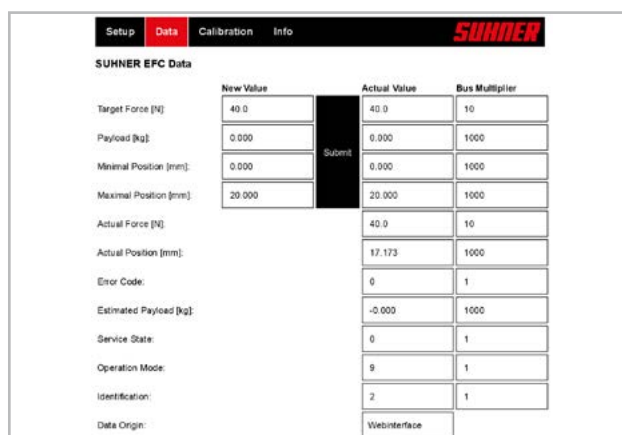 Setup Data Calibration Info SUHNER
SUHNER EFC Data
New Value Actual Value Bus Multiplier
Target Force [N]: 40.0 40.0 10
Payload [kg]: 0.000 0.000 1000
Submit
Minimal Position [mm]: 0.000 0.000 1000
Maximal Position [mm]: 20.000 20.000 1000
Actual Force [N]: 40.0 10
Actual Position [mm]: 17.173 1000
Error Code: 0 1
Estimated Payload [kg]: -0.000 1000
Service State: 0 1
Operation Mode: 9 1
Identification: 2 1
Data Origin: Webinterface